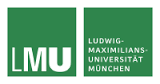 LMU
LUDWIG-
MAXIMILIANS-
UNIVERSITÄT
MÜNCHEN